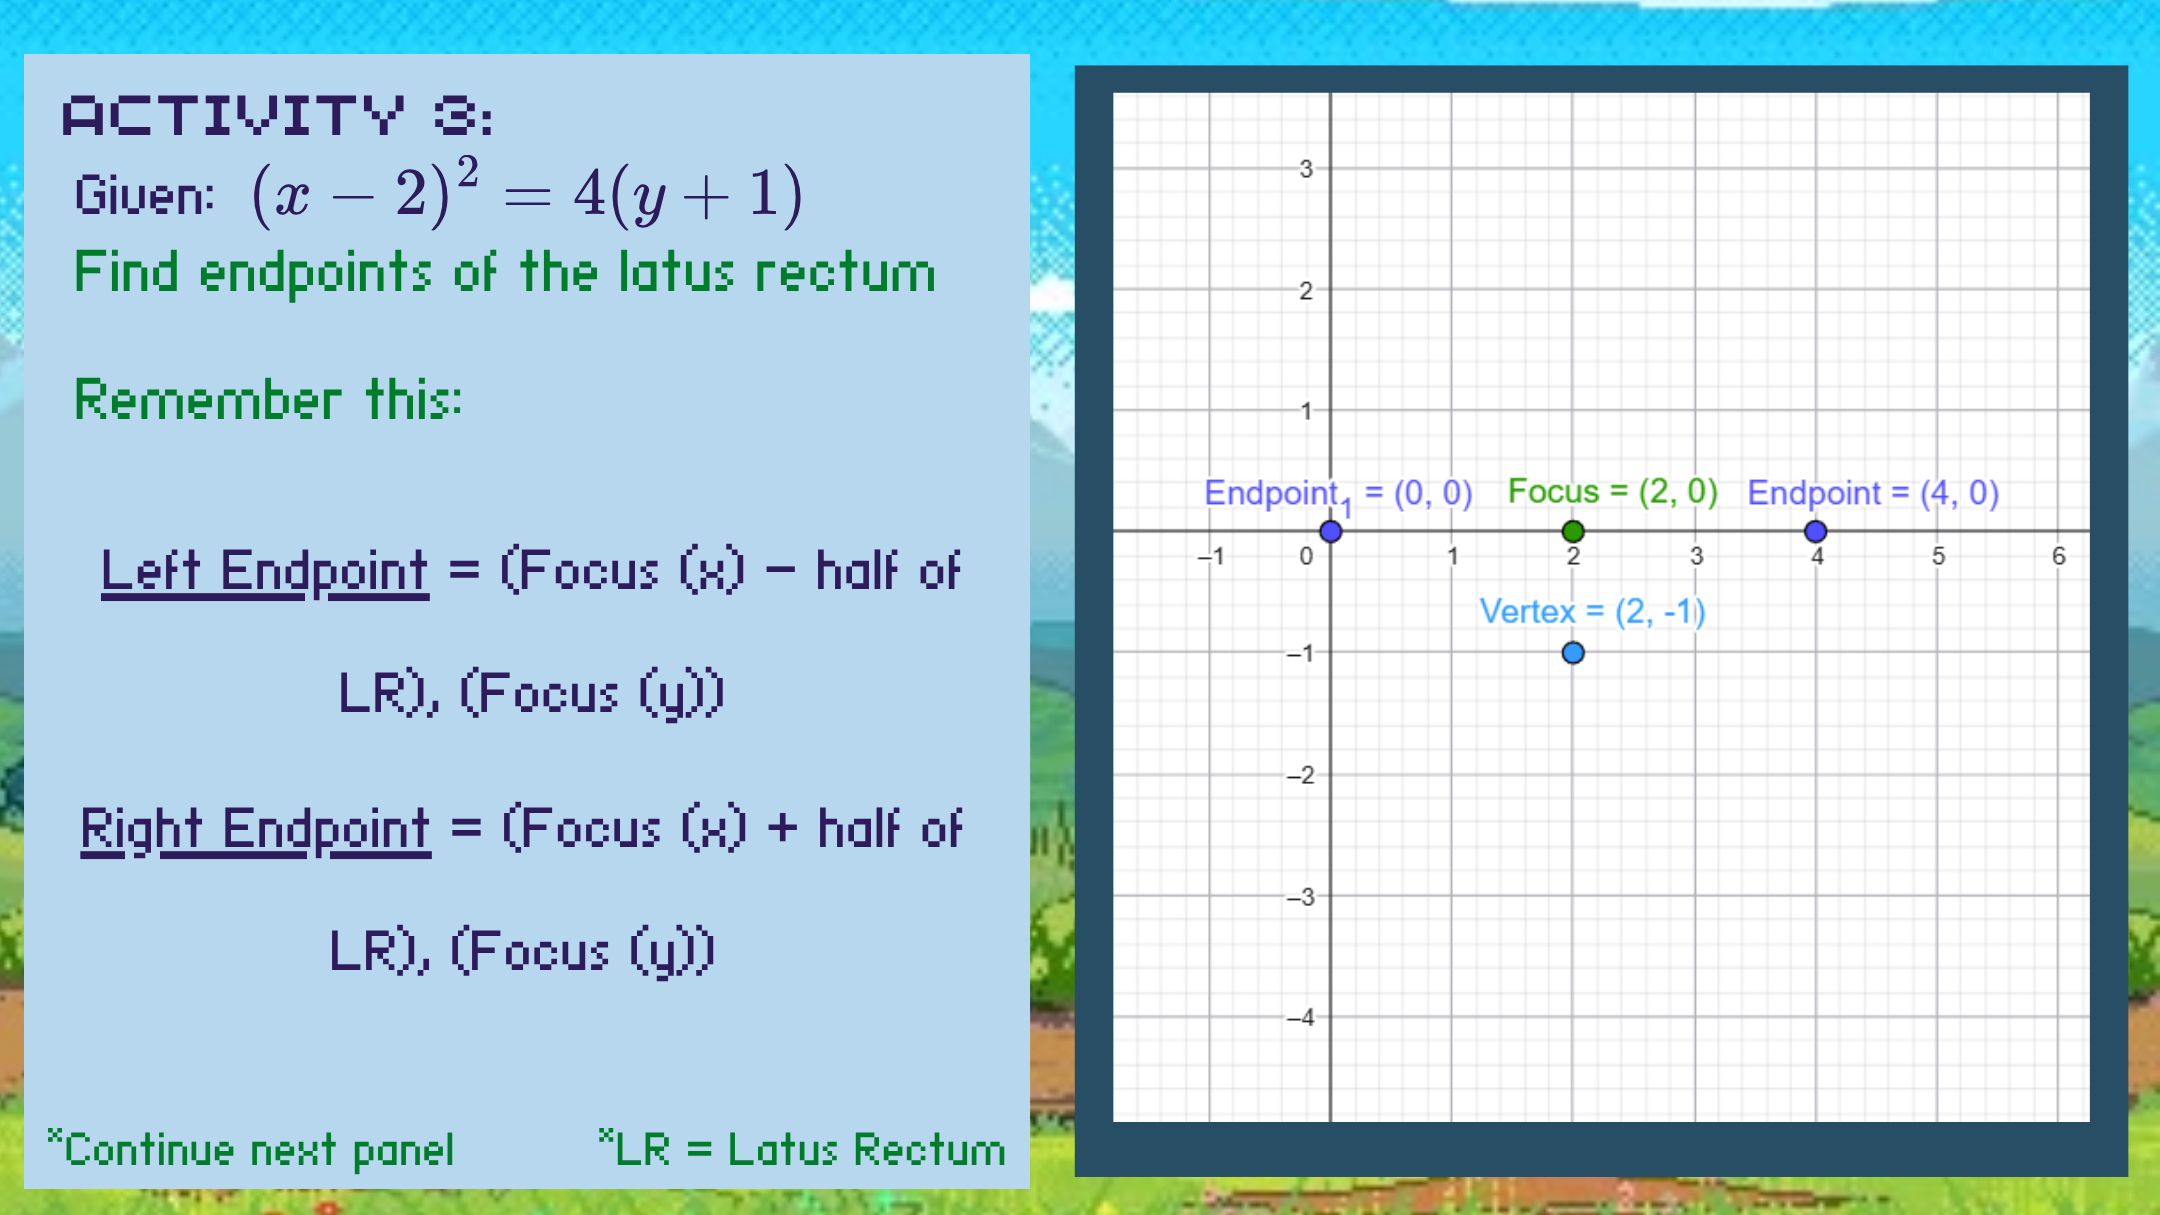 ACTIVITY 3:
Given: (x − 2)² = 4(y + 1)
Find endpoints of the latus rectum
Remember this:
Left Endpoint = (Focus (x) − half of
LR), (Focus (y))
Right Endpoint = (Focus (x) + half of
LR), (Focus (y))
*Continue next panel
*LR = Latus Rectum
3
2
1
Endpoint₁ = (0, 0)
Focus = (2, 0)
Endpoint = (4, 0)
–1
0
1
2
3
4
5
6
Vertex = (2, -1)
–1
–2
–3
–4